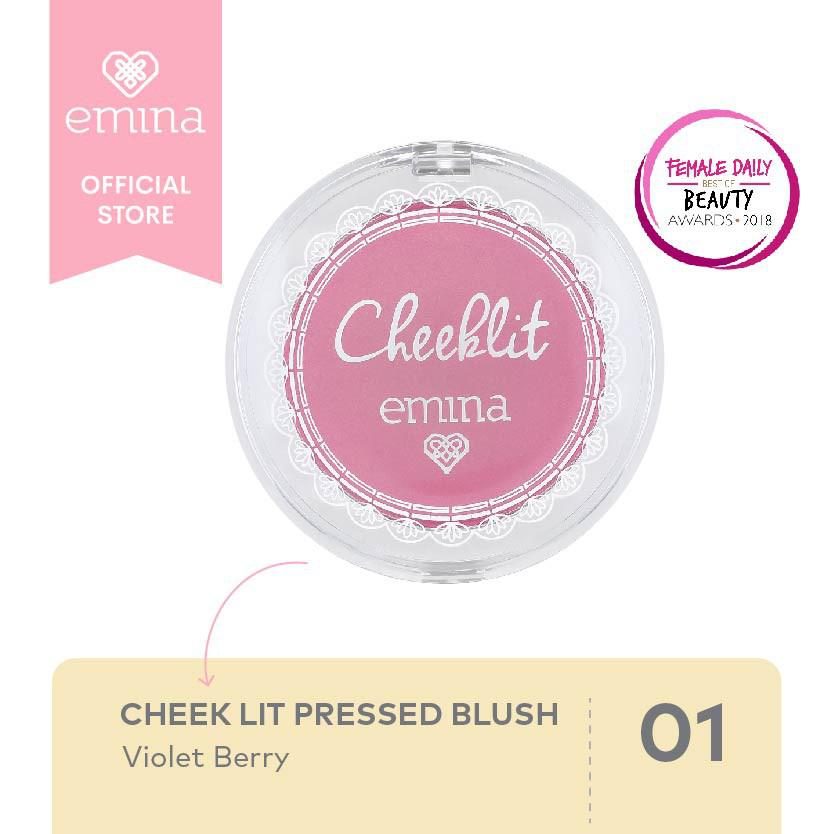 emina
OFFICIAL
STORE
FEMALE DAILY
BEST OF
BEAUTY
AWARDS • 2018
Cheeklit
emina
CHEEK LIT PRESSED BLUSH
Violet Berry
01